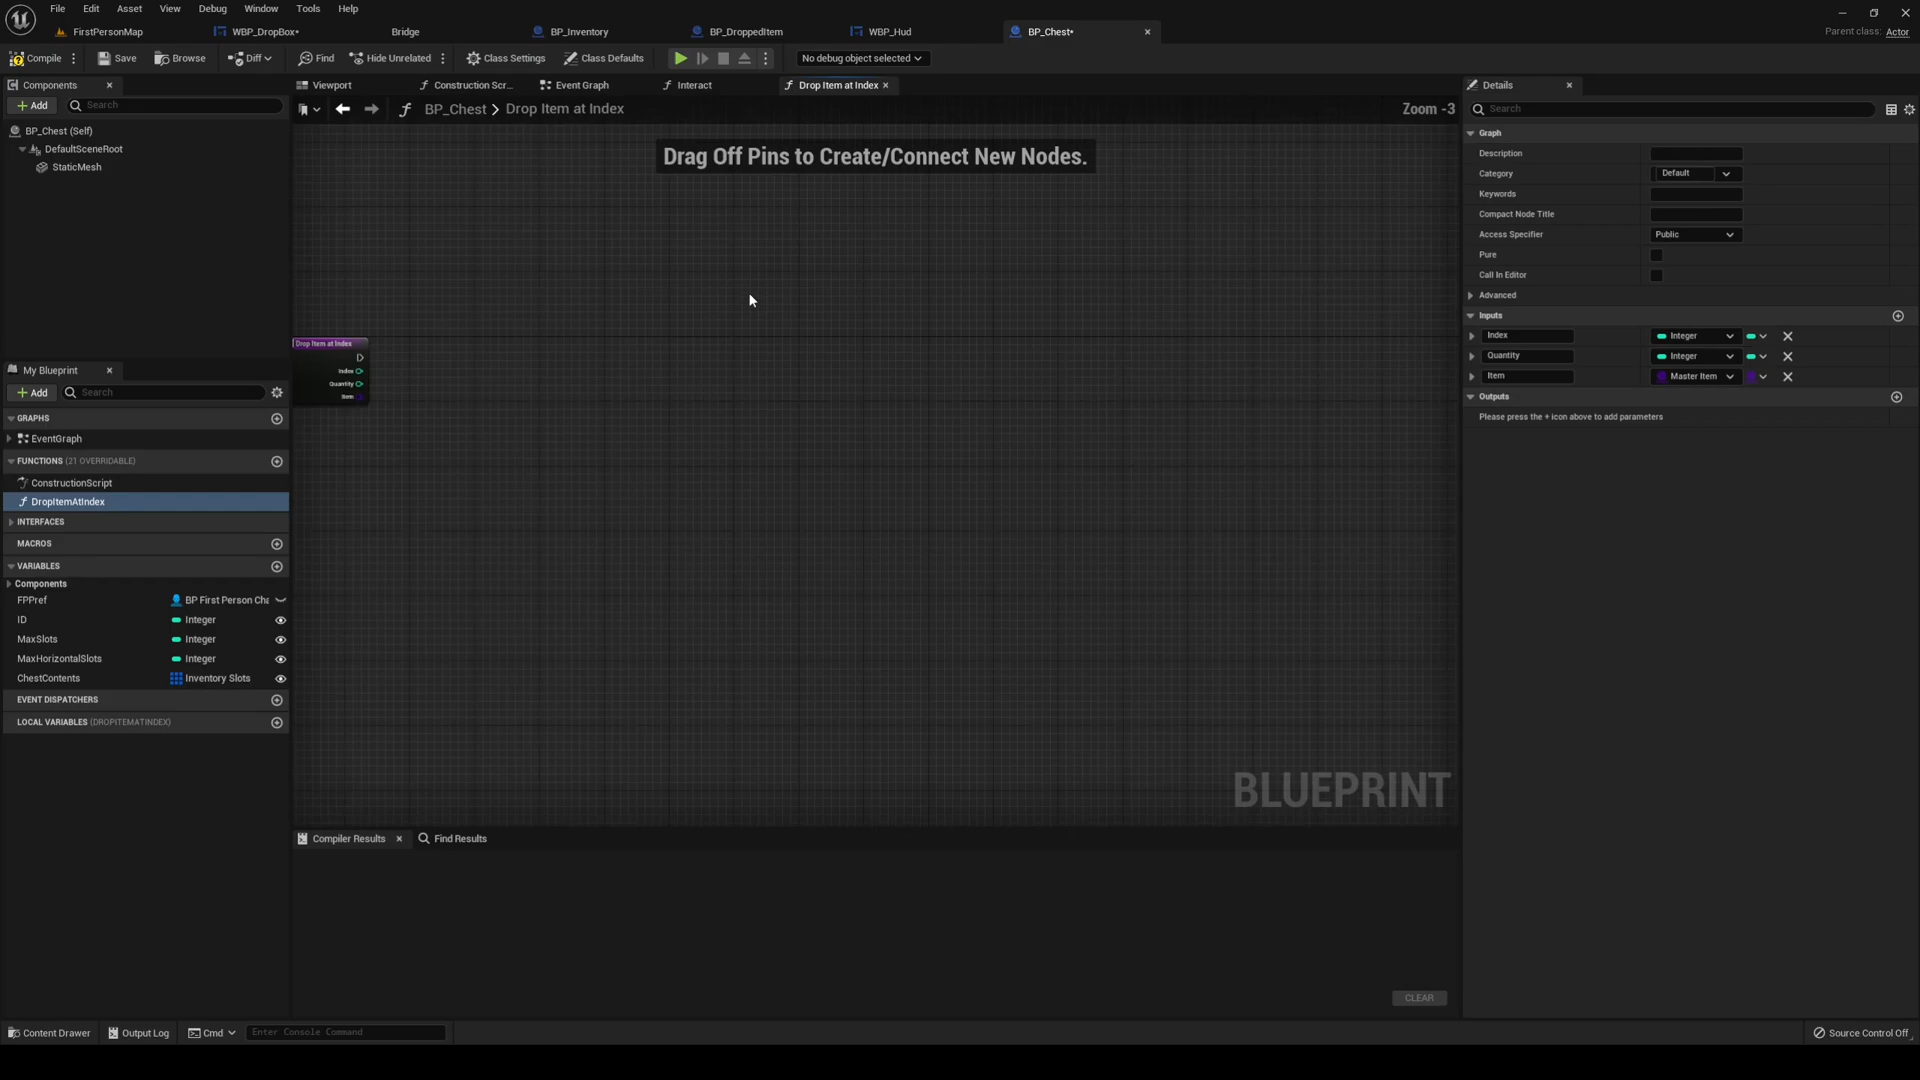 File Edit Asset View Debug Window Tools Help
FirstPersonMap WBP_DropBox* Bridge BP_Inventory BP_DroppedItem WBP_Hud BP_Chest* Parent class: Actor
Compile Save Browse Diff Find Hide Unrelated Class Settings Class Defaults No debug object selected
Components Viewport Construction Scr... Event Graph Interact Drop Item at Index Details
Add Search BP_Chest > Drop Item at Index Zoom -3 Search
BP_Chest (Self)
DefaultSceneRoot
StaticMesh
Drag Off Pins to Create/Connect New Nodes.
Drop Item at Index
Index
Quantity
Item
My Blueprint
Add Search
GRAPHS
EventGraph
FUNCTIONS (21 OVERRIDABLE)
ConstructionScript
DropItemAtIndex
INTERFACES
MACROS
VARIABLES
Components
FPPref BP First Person Cha
ID Integer
MaxSlots Integer
MaxHorizontalSlots Integer
ChestContents Inventory Slots
EVENT DISPATCHERS
LOCAL VARIABLES (DROPITEMATINDEX)
BLUEPRINT
Graph
Description
Category Default
Keywords
Compact Node Title
Access Specifier Public
Pure
Call In Editor
Advanced
Inputs
Index Integer
Quantity Integer
Item Master Item
Outputs
Please press the + icon above to add parameters
Compiler Results Find Results
CLEAR
Content Drawer Output Log Cmd Enter Console Command Source Control Off